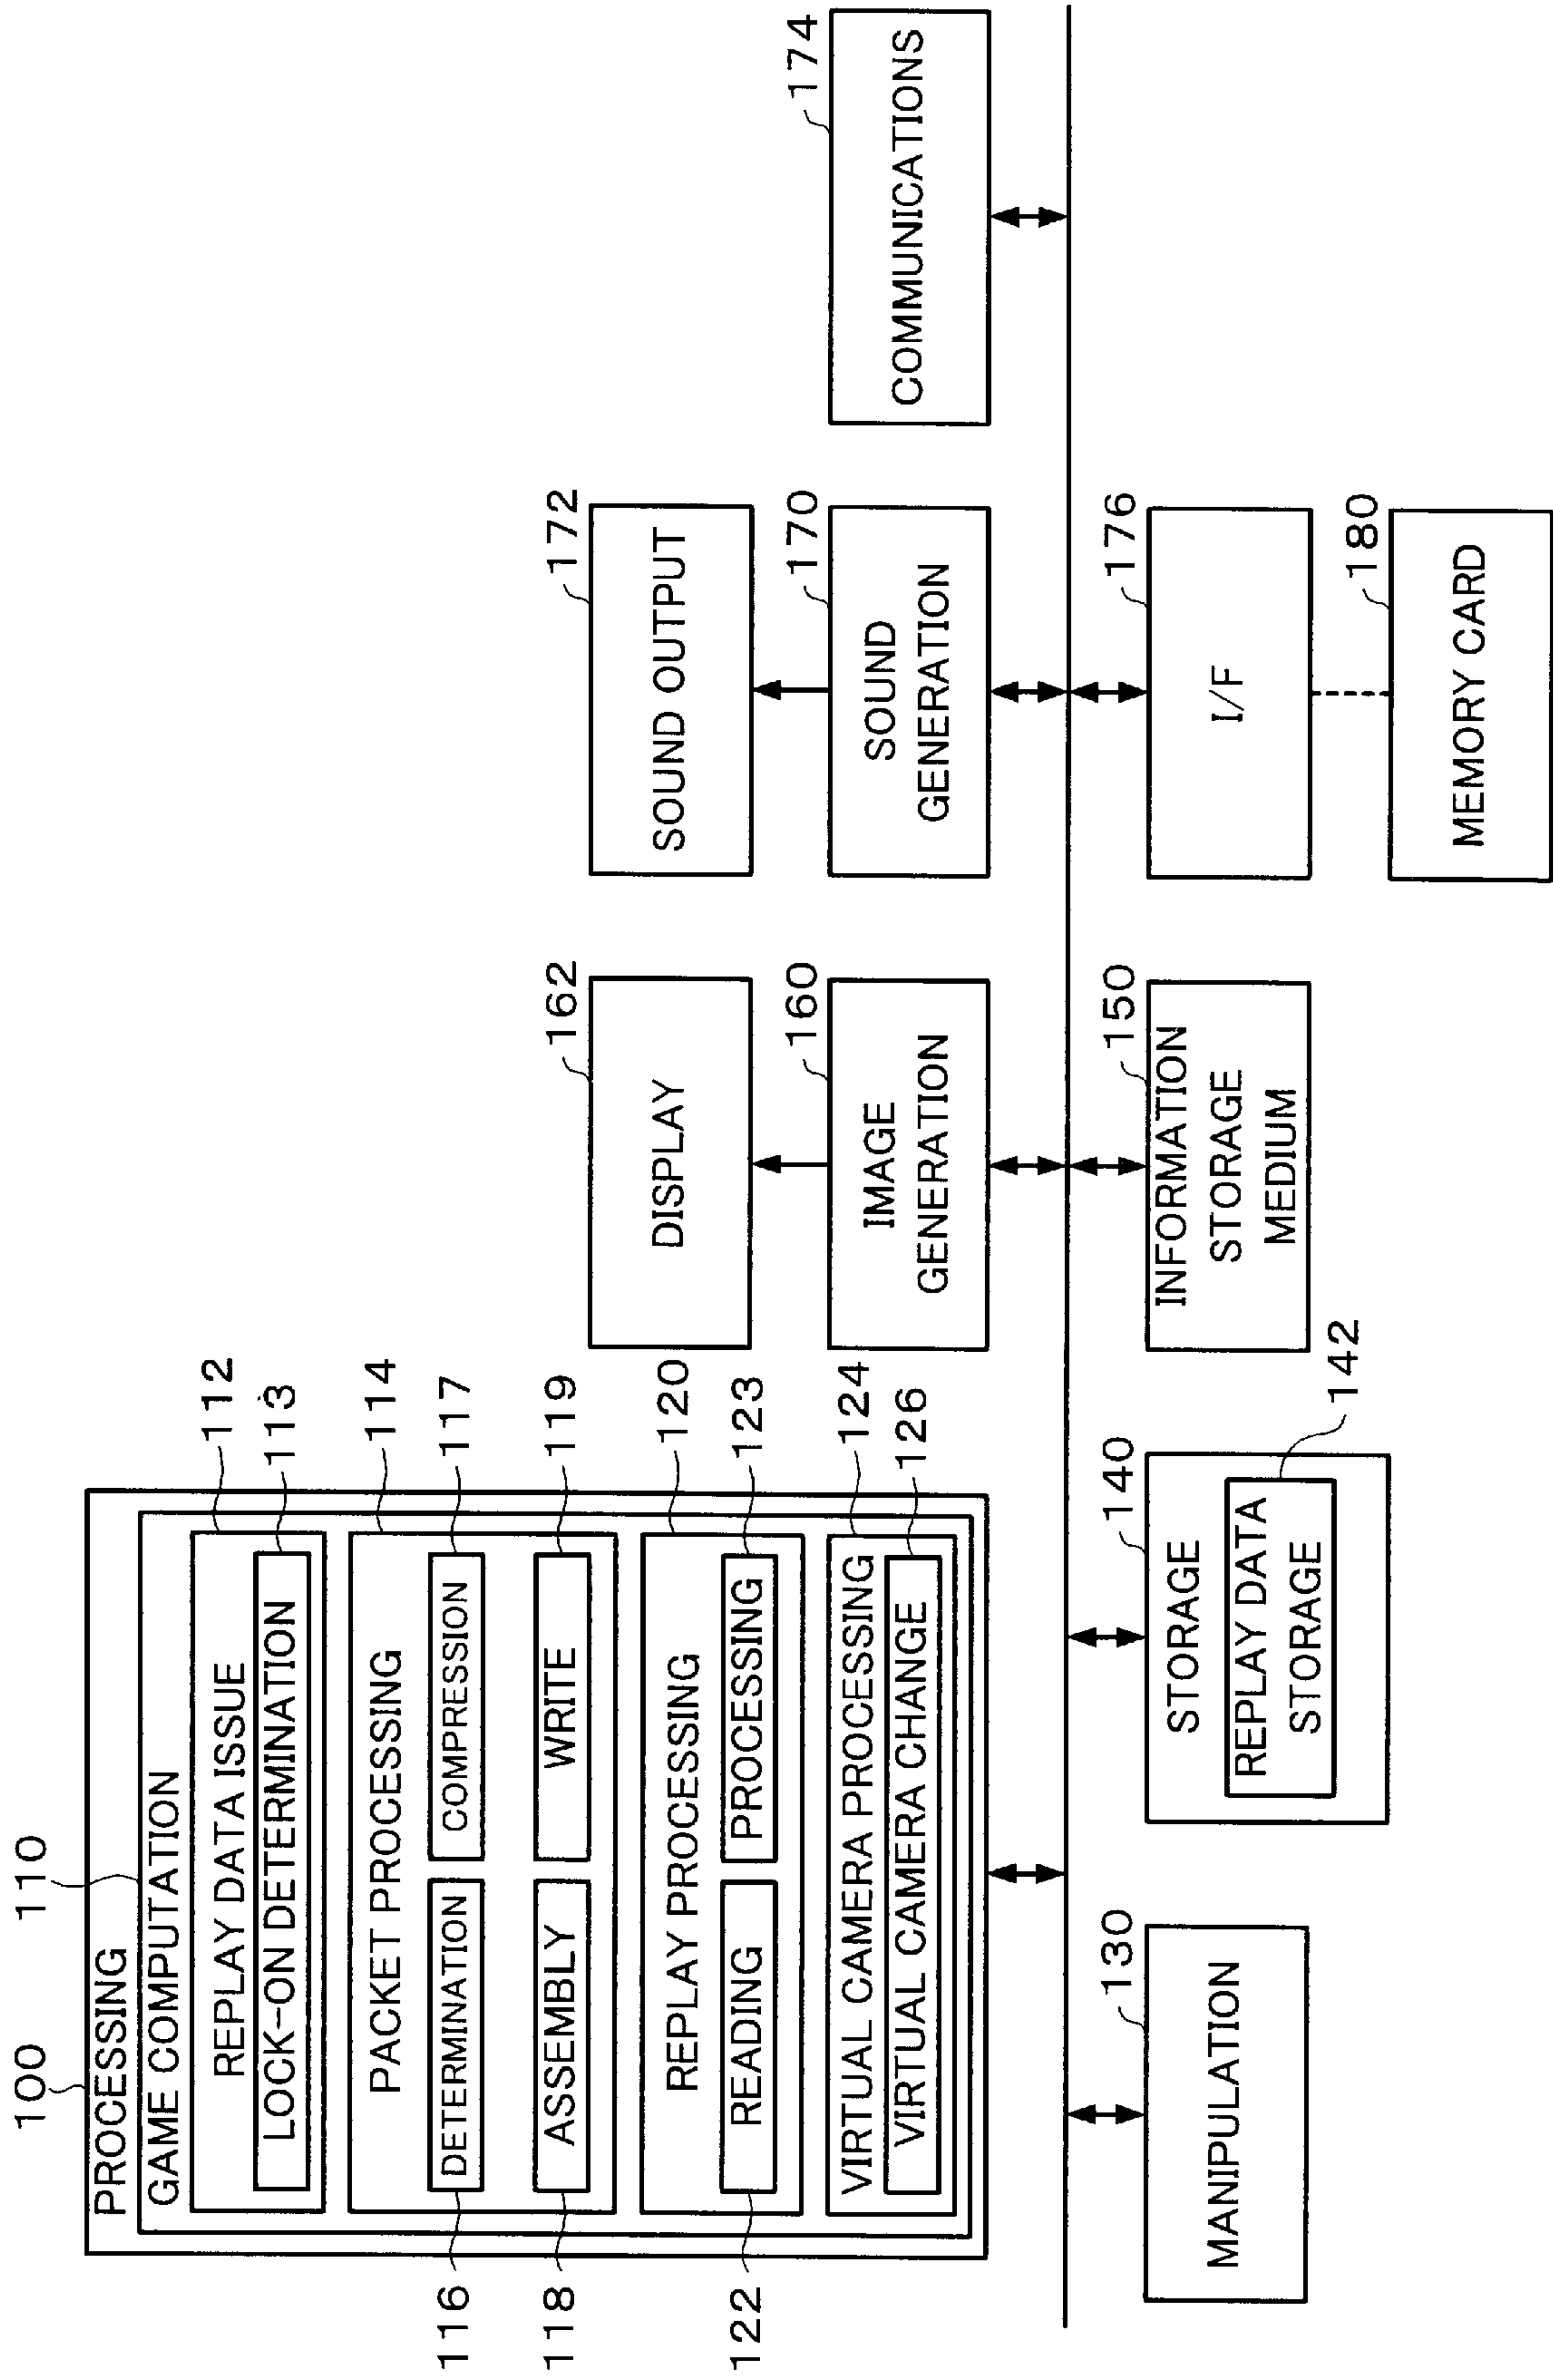 100
PROCESSING
110
GAME COMPUTATION
112
REPLAY DATA ISSUE
113
LOCK-ON DETERMINATION
114
PACKET PROCESSING
116
DETERMINATION
117
COMPRESSION
118
ASSEMBLY
119
WRITE
120
REPLAY PROCESSING
122
READING
123
PROCESSING
124
VIRTUAL CAMERA PROCESSING
126
VIRTUAL CAMERA CHANGE
162
DISPLAY
160
IMAGE
GENERATION
172
SOUND OUTPUT
170
SOUND
GENERATION
174
COMMUNICATIONS
130
MANIPULATION
140
STORAGE
142
REPLAY DATA
STORAGE
150
INFORMATION
STORAGE
MEDIUM
176
I/F
180
MEMORY CARD